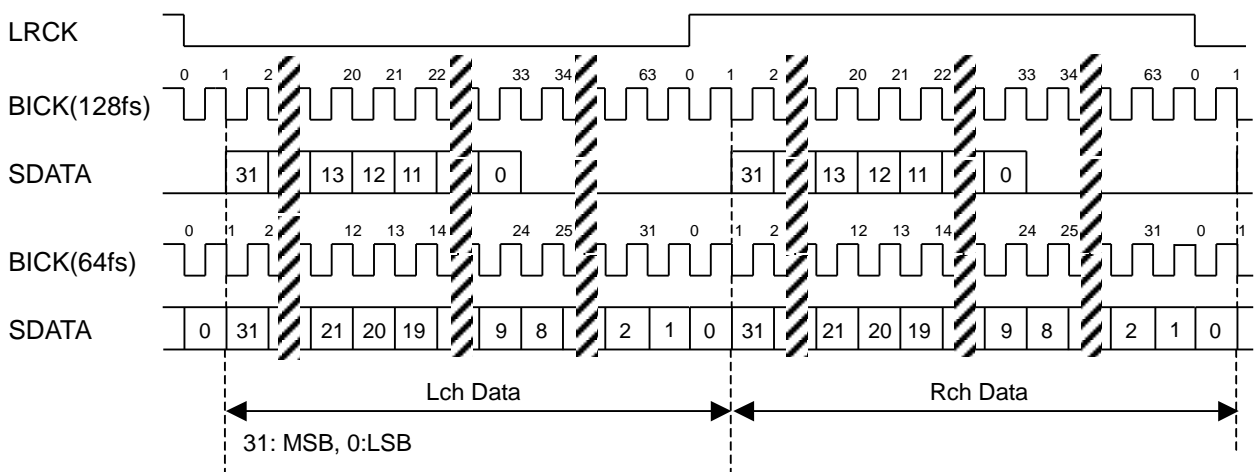 LRCK
0 1 2 20 21 22 33 34 63 0 1 2 20 21 22 33 34 63 0 1
BICK(128fs)
SDATA 31 13 12 11 0 31 13 12 11 0
0 1 2 12 13 14 24 25 31 0 1 2 12 13 14 24 25 31 0 1
BICK(64fs)
SDATA 0 31 21 20 19 9 8 2 1 0 31 21 20 19 9 8 2 1 0
Lch Data Rch Data
31: MSB, 0:LSB